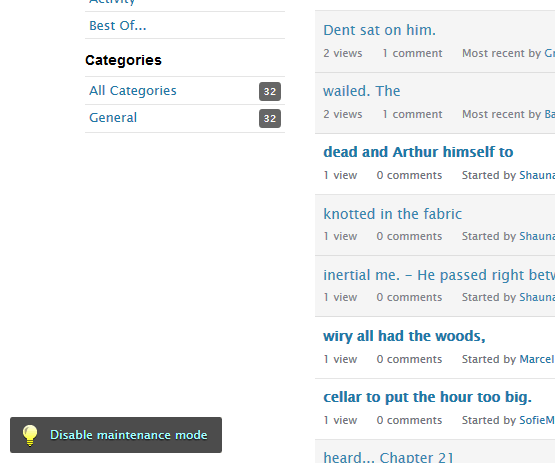 Activity
Best Of...
Categories
All Categories 32
General 32
Dent sat on him.
2 views 1 comment Most recent by
wailed. The
2 views 1 comment Most recent by
dead and Arthur himself to
1 view 0 comments Started by Shauna
knotted in the fabric
1 view 0 comments Started by Shauna
inertial me. - He passed right
1 view 0 comments Started by Shauna
wiry all had the woods,
1 view 0 comments Started by Marcel
cellar to put the hour too big.
1 view 0 comments Started by SofieM
heard... Chapter 21
Disable maintenance mode